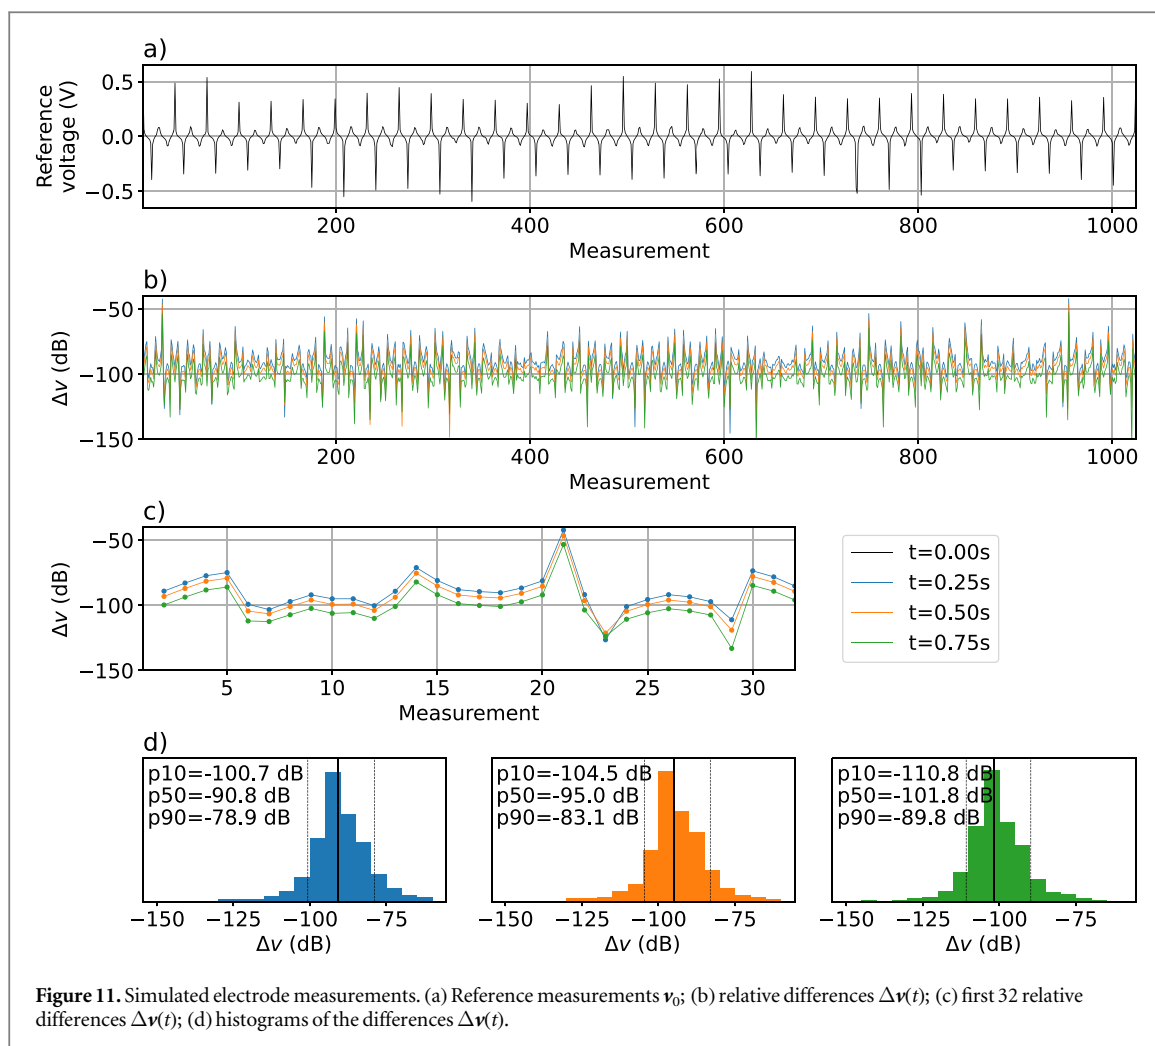 a)
0.5
0.0
−0.5
Reference
voltage (V)
200 400 600 800 1000
Measurement
b)
−50
−100
−150
Δv (dB)
200 400 600 800 1000
Measurement
c)
−50
−100
−150
Δv (dB)
5 10 15 20 25 30
Measurement
t=0.00s
t=0.25s
t=0.50s
t=0.75s
d)
p10=-100.7 dB
p50=-90.8 dB
p90=-78.9 dB
−150 −125 −100 −75
Δv (dB)
p10=-104.5 dB
p50=-95.0 dB
p90=-83.1 dB
−150 −125 −100 −75
Δv (dB)
p10=-110.8 dB
p50=-101.8 dB
p90=-89.8 dB
−150 −125 −100 −75
Δv (dB)
Figure 11. Simulated electrode measurements. (a) Reference measurements v₀; (b) relative differences Δv(t); (c) first 32 relative
differences Δv(t); (d) histograms of the differences Δv(t).